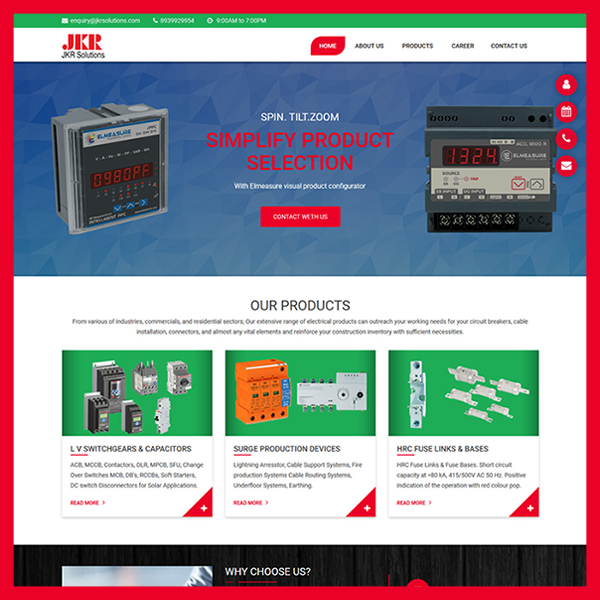 enquiry@jkrsolutions.com 8939929954 9:00AM to 7:00PM
JKR
JKR Solutions
HOME ABOUT US PRODUCTS CAREER CONTACT US
ELMEASURE
0980PF
INTELLIGENT PFC
SPIN. TILT.ZOOM
SIMPLIFY PRODUCT
SELECTION
With Elmeasure visual product configurator
CONTACT WETH US
1324
ELMEASURE
SOURCE
TRIP
OUR PRODUCTS
From various of industries, commercials, and residential sectors; Our extensive range of electrical products can outreach your working needs for your circuit breakers, cable
installation, connectors, and almost any vital elements and reinforce your construction inventory with sufficient necessities.
L V SWITCHGEARS & CAPACITORS
ACB, MCCB, Contactors, OLR, MPCB, SFU, Change
Over Switches MCB, DB's, RCCBs, Soft Starters,
DC switch Disconnectors for Solar Applications.
READ MORE
SURGE PRODUCTION DEVICES
Lightning Arresstor, Cable Support Systems, Fire
production Systems Cable Routing Systems,
Underfloor Systems, Earthing.
READ MORE
HRC FUSE LINKS & BASES
HRC Fuse Links & Fuse Bases. Short circuit
capacity at >80 kA, 415/500V AC 50 Hz. Positive
indication of the operation with red colour pop.
READ MORE
WHY CHOOSE US?